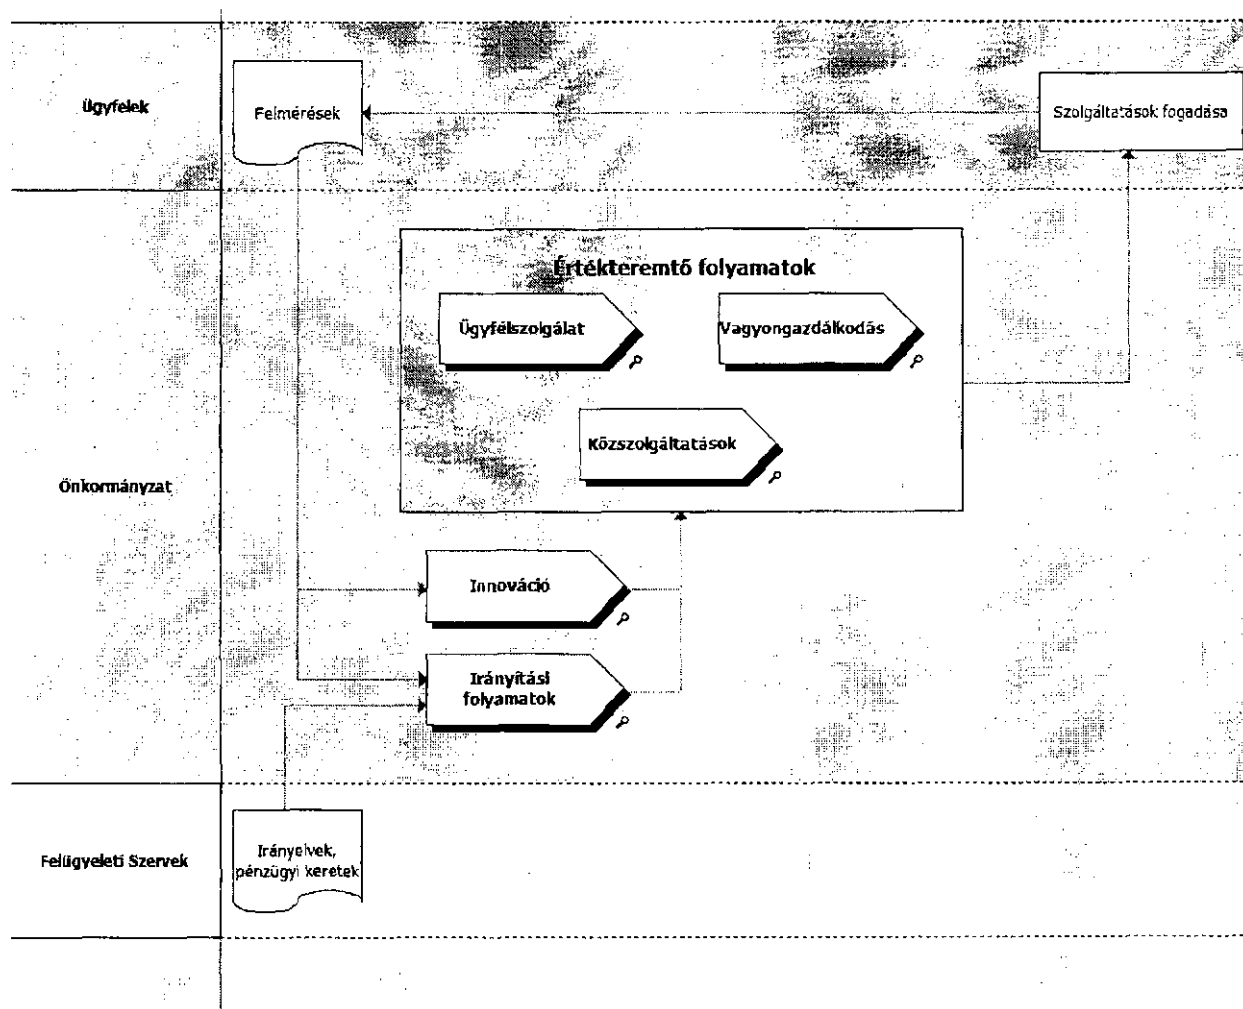 Ügyfelek
Felmérések
Szolgáltatások fogadása
Értékteremtő folyamatok
Ügyfélszolgálat
Vagyongazdálkodás
Közszolgáltatások
Önkormányzat
Innováció
Irányítási
folyamatok
Felügyeleti Szervek
Irányelvek,
pénzügyi keretek